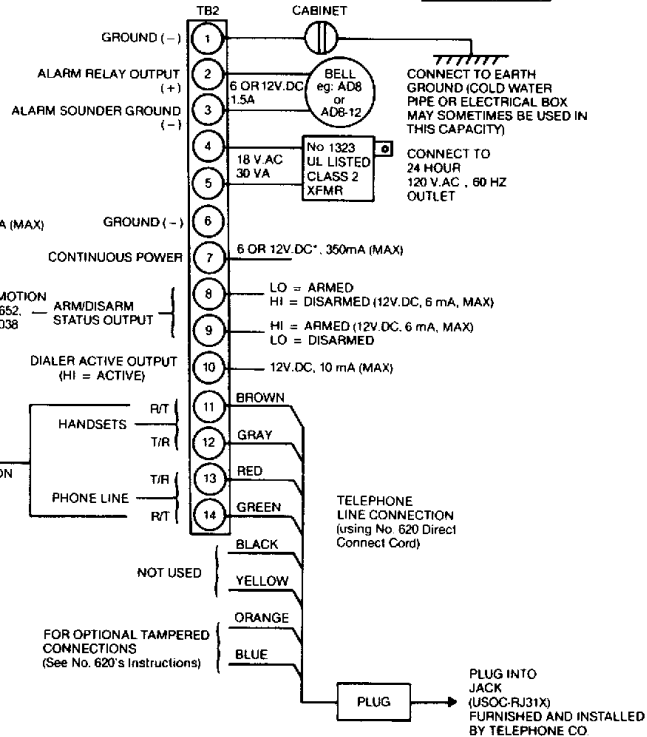 TB2
CABINET
GROUND (–)
1
ALARM RELAY OUTPUT
(+)
2
6 OR 12V.DC
1.5A
BELL
eg: AD8
or
AD8-12
CONNECT TO EARTH
GROUND (COLD WATER
PIPE OR ELECTRICAL BOX
MAY SOMETIMES BE USED IN
THIS CAPACITY)
ALARM SOUNDER GROUND
(–)
3
4
5
18 V.AC
30 VA
No 1323
UL LISTED
CLASS 2
XFMR
CONNECT TO
24 HOUR
120 V.AC , 60 HZ
OUTLET
A (MAX)
GROUND (–)
6
CONTINUOUS POWER
7
6 OR 12V.DC*, 350mA (MAX)
MOTION
652,
038
ARM/DISARM
STATUS OUTPUT
8
LO = ARMED
HI = DISARMED (12V.DC, 6 mA, MAX)
9
HI = ARMED (12V.DC. 6 mA, MAX)
LO = DISARMED
DIALER ACTIVE OUTPUT
(HI = ACTIVE)
10
12V.DC, 10 mA (MAX)
HANDSETS
R/T
11
BROWN
T/R
12
GRAY
ON
PHONE LINE
T/R
13
RED
R/T
14
GREEN
TELEPHONE
LINE CONNECTION
(using No. 620 Direct
Connect Cord)
NOT USED
BLACK
YELLOW
FOR OPTIONAL TAMPERED
CONNECTIONS
(See No. 620's Instructions)
ORANGE
BLUE
PLUG
PLUG INTO
JACK
(USOC-RJ31X)
FURNISHED AND INSTALLED
BY TELEPHONE CO.